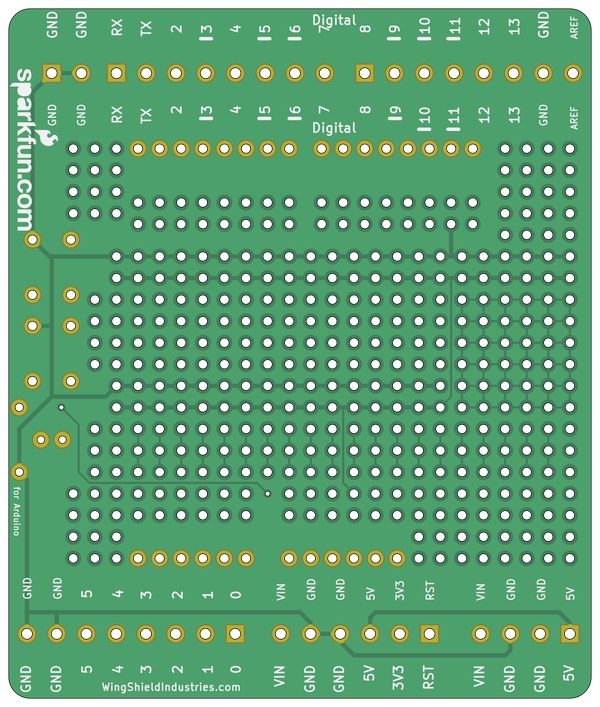 Digital
GND GND RX TX 2 3 4 5 6 7 8 9 10 11 12 13 GND AREF
GND GND RX TX 2 3 4 5 6 7 8 9 10 11 12 13 GND AREF
Digital
sparkfun.com
for Arduino
GND GND 5 4 3 2 1 0 VIN GND GND 5V 3V3 RST VIN GND GND 5V
GND GND 5 4 3 2 1 0 VIN GND GND 5V 3V3 RST VIN GND GND 5V
WingShieldIndustries.com